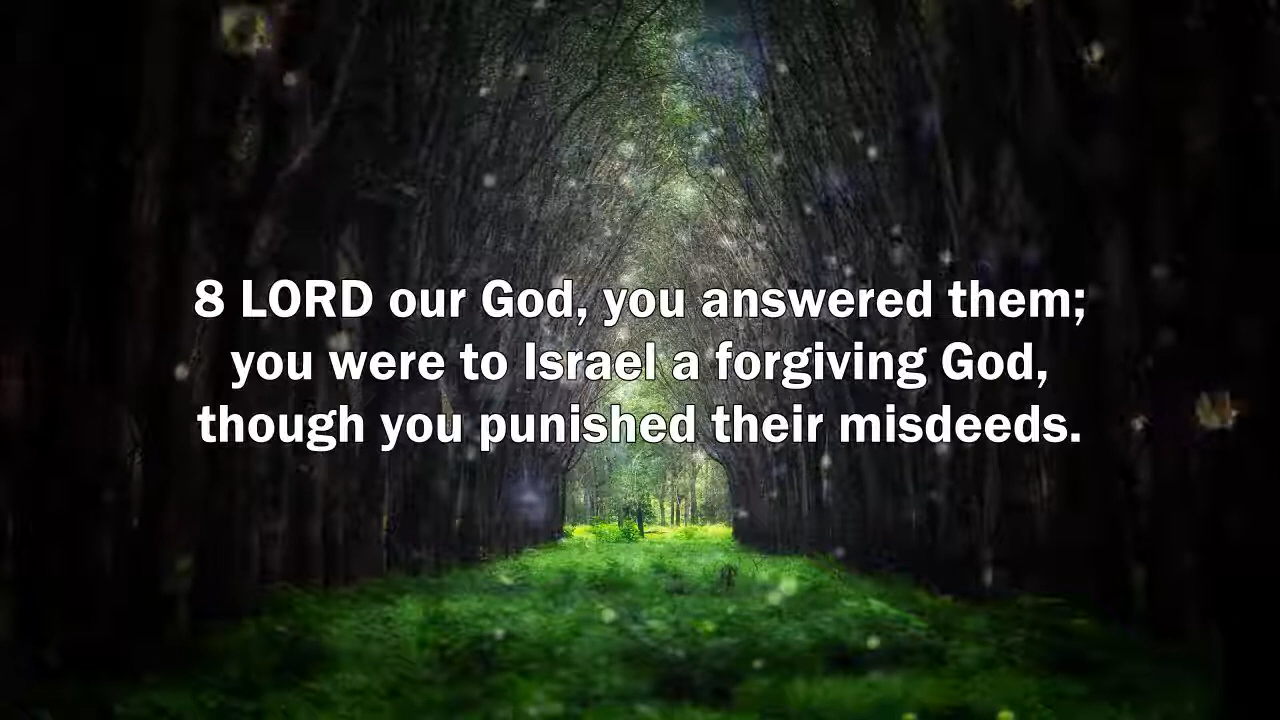 8 LORD our God, you answered them;
you were to Israel a forgiving God,
though you punished their misdeeds.